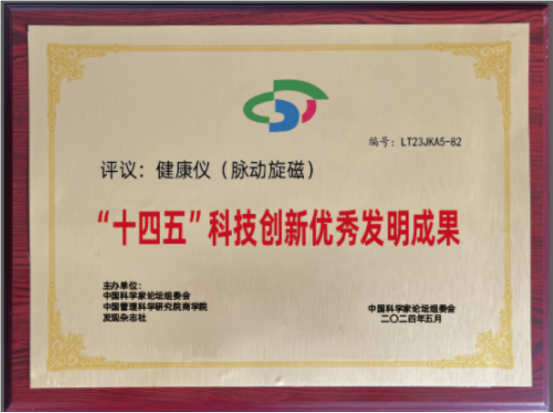 编号：LT23JKA5-82
评议：健康仪（脉动旋磁）
“十四五”科技创新优秀发明成果
主办单位：
中国科学家论坛组委会
中国管理科学研究院商学院
发现杂志社
中国科学家论坛组委会
二〇二四年五月